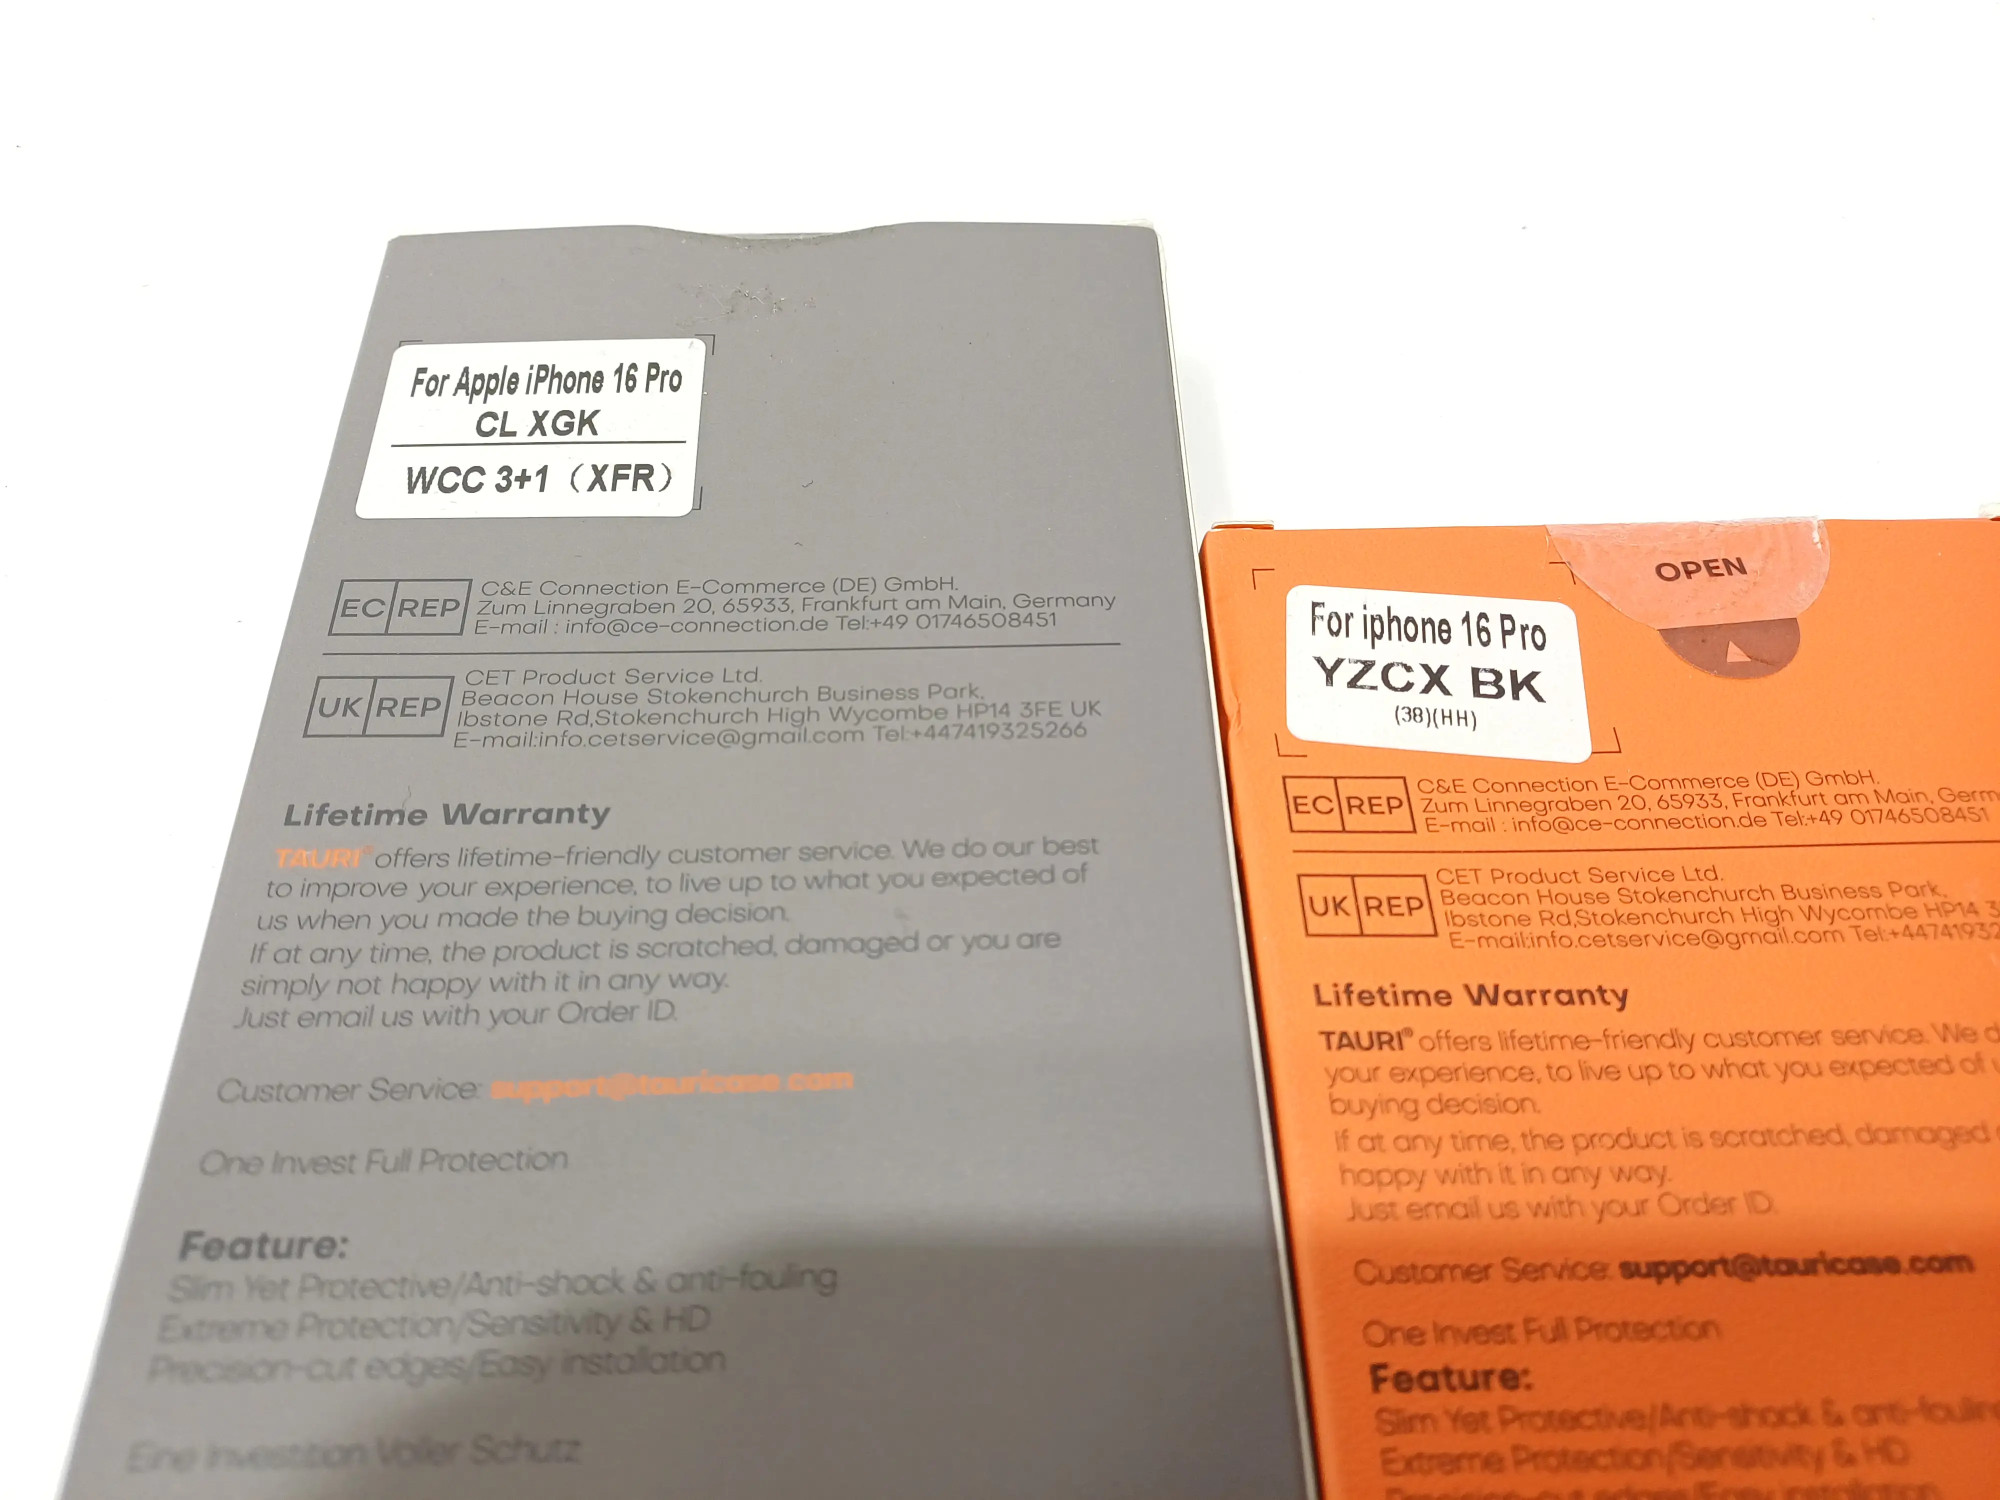 For Apple iPhone 16 Pro
CL XGK
WCC 3+1（XFR）
EC REP
C&E Connection E-Commerce (DE) GmbH.
Zum Linnegraben 20, 65933, Frankfurt am Main, Germany
E-mail : info@ce-connection.de Tel:+49 01746508451
UK REP
CET Product Service Ltd.
Beacon House Stokenchurch Business Park,
Ibstone Rd,Stokenchurch High Wycombe HP14 3FE UK
E-mail:info.cetservice@gmail.com Tel:+447419325266
Lifetime Warranty
TAURI® offers lifetime-friendly customer service. We do our best
to improve your experience, to live up to what you expected of
us when you made the buying decision.
If at any time, the product is scratched, damaged or you are
simply not happy with it in any way.
Just email us with your Order ID.
Customer Service: support@tauricase.com
One Invest Full Protection
Feature:
Slim Yet Protective/Anti-shock & anti-fouling
Extreme Protection/Sensitivity & HD
Precision-cut edges/Easy installation
Eine Investition Voller Schutz
OPEN
For iphone 16 Pro
YZCX BK
(38)(HH)
EC REP
C&E Connection E-Commerce (DE) GmbH.
Zum Linnegraben 20, 65933, Frankfurt am Main, Germ
E-mail : info@ce-connection.de Tel:+49 01746508451
UK REP
CET Product Service Ltd.
Beacon House Stokenchurch Business Park,
Ibstone Rd,Stokenchurch High Wycombe HP14 3
E-mail:info.cetservice@gmail.com Tel:+44741932
Lifetime Warranty
TAURI® offers lifetime-friendly customer service. We d
your experience, to live up to what you expected of u
buying decision.
If at any time, the product is scratched, damaged
happy with it in any way.
Just email us with your Order ID.
Customer Service: support@tauricase.com
One Invest Full Protection
Feature:
Slim Yet Protective/Anti-shock & anti-foulin
Extreme Protection/Sensitivity & HD
Precision-cut edges/Easy installation